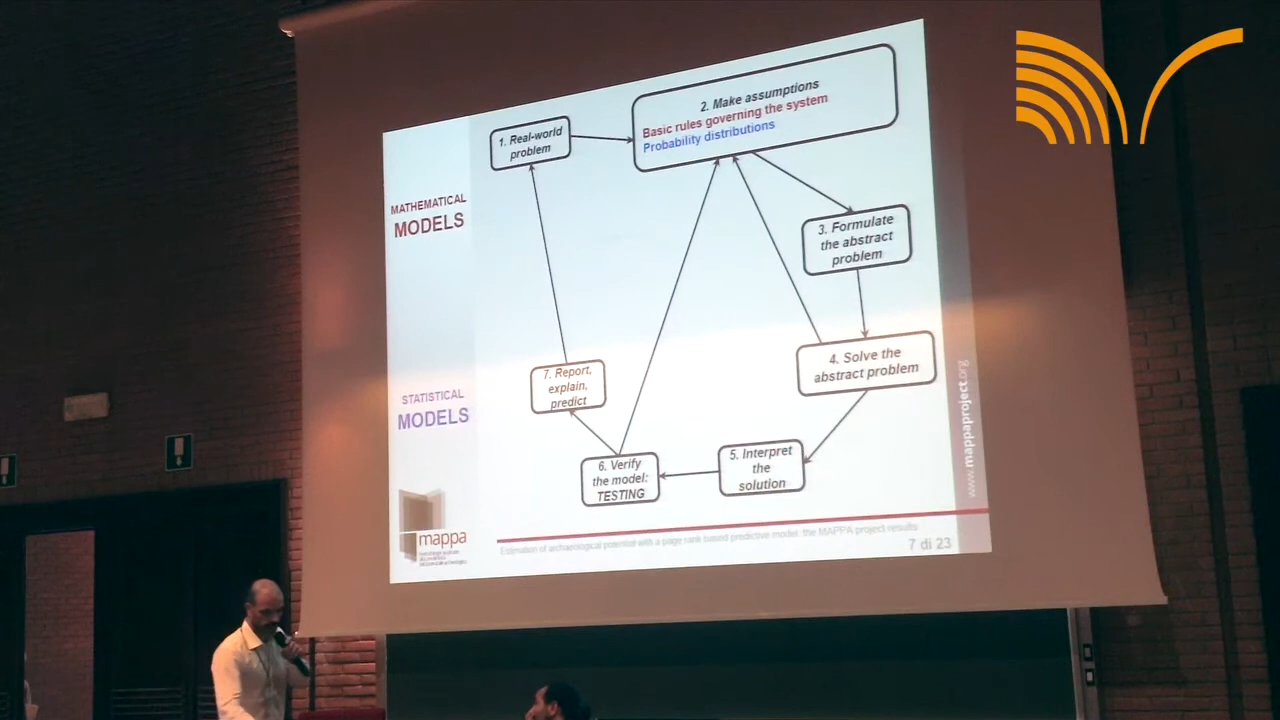 1. Real-world
problem
2. Make assumptions
Basic rules governing the system
Probability distributions
MATHEMATICAL
MODELS
3. Formulate
the abstract
problem
4. Solve the
abstract problem
5. Interpret
the
solution
6. Verify
the model:
TESTING
7. Report,
explain,
predict
STATISTICAL
MODELS
www.mappaproject.org
mappa
Estimation of archaeological potential with a page rank based predictive model: the MAPPA project results
7 di 23